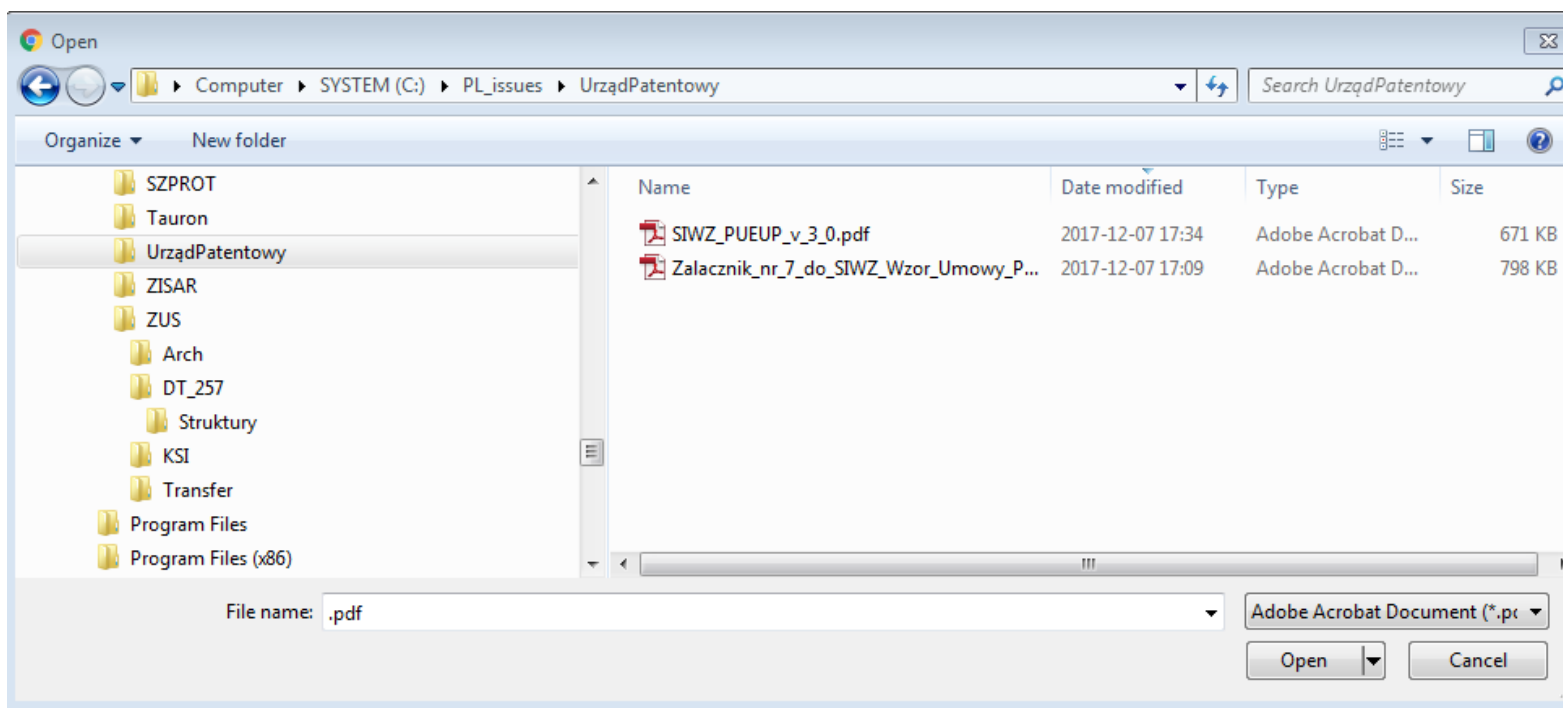 Open
Computer SYSTEM (C:) PL_issues UrządPatentowy Search UrządPatentowy
Organize New folder
SZPROT
Tauron
UrządPatentowy
ZISAR
ZUS
Arch
DT_257
Struktury
KSI
Transfer
Program Files
Program Files (x86)
Name Date modified Type Size
SIWZ_PUEUP_v_3_0.pdf 2017-12-07 17:34 Adobe Acrobat D... 671 KB
Zalacznik_nr_7_do_SIWZ_Wzor_Umowy_P... 2017-12-07 17:09 Adobe Acrobat D... 798 KB
File name: .pdf Adobe Acrobat Document (*.pc
Open Cancel